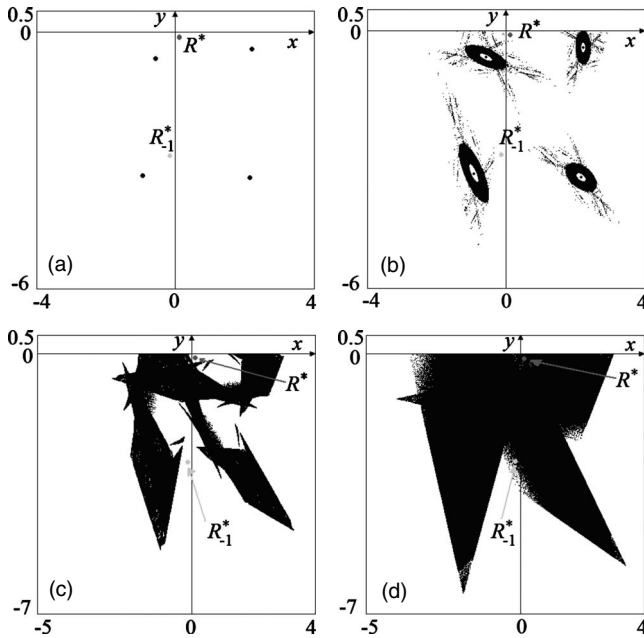 0.5 y
0 x
R*
R*-1
(a)
-6
-4 0 4
0.5 y
0 x
R*
R*-1
(b)
-6
-4 0 4
0.5 y x
0
R*
R*-1
(c)
-7
-4 0 4
0.5 y x
0
R*
R*-1
(d)
-7
-5 0 4